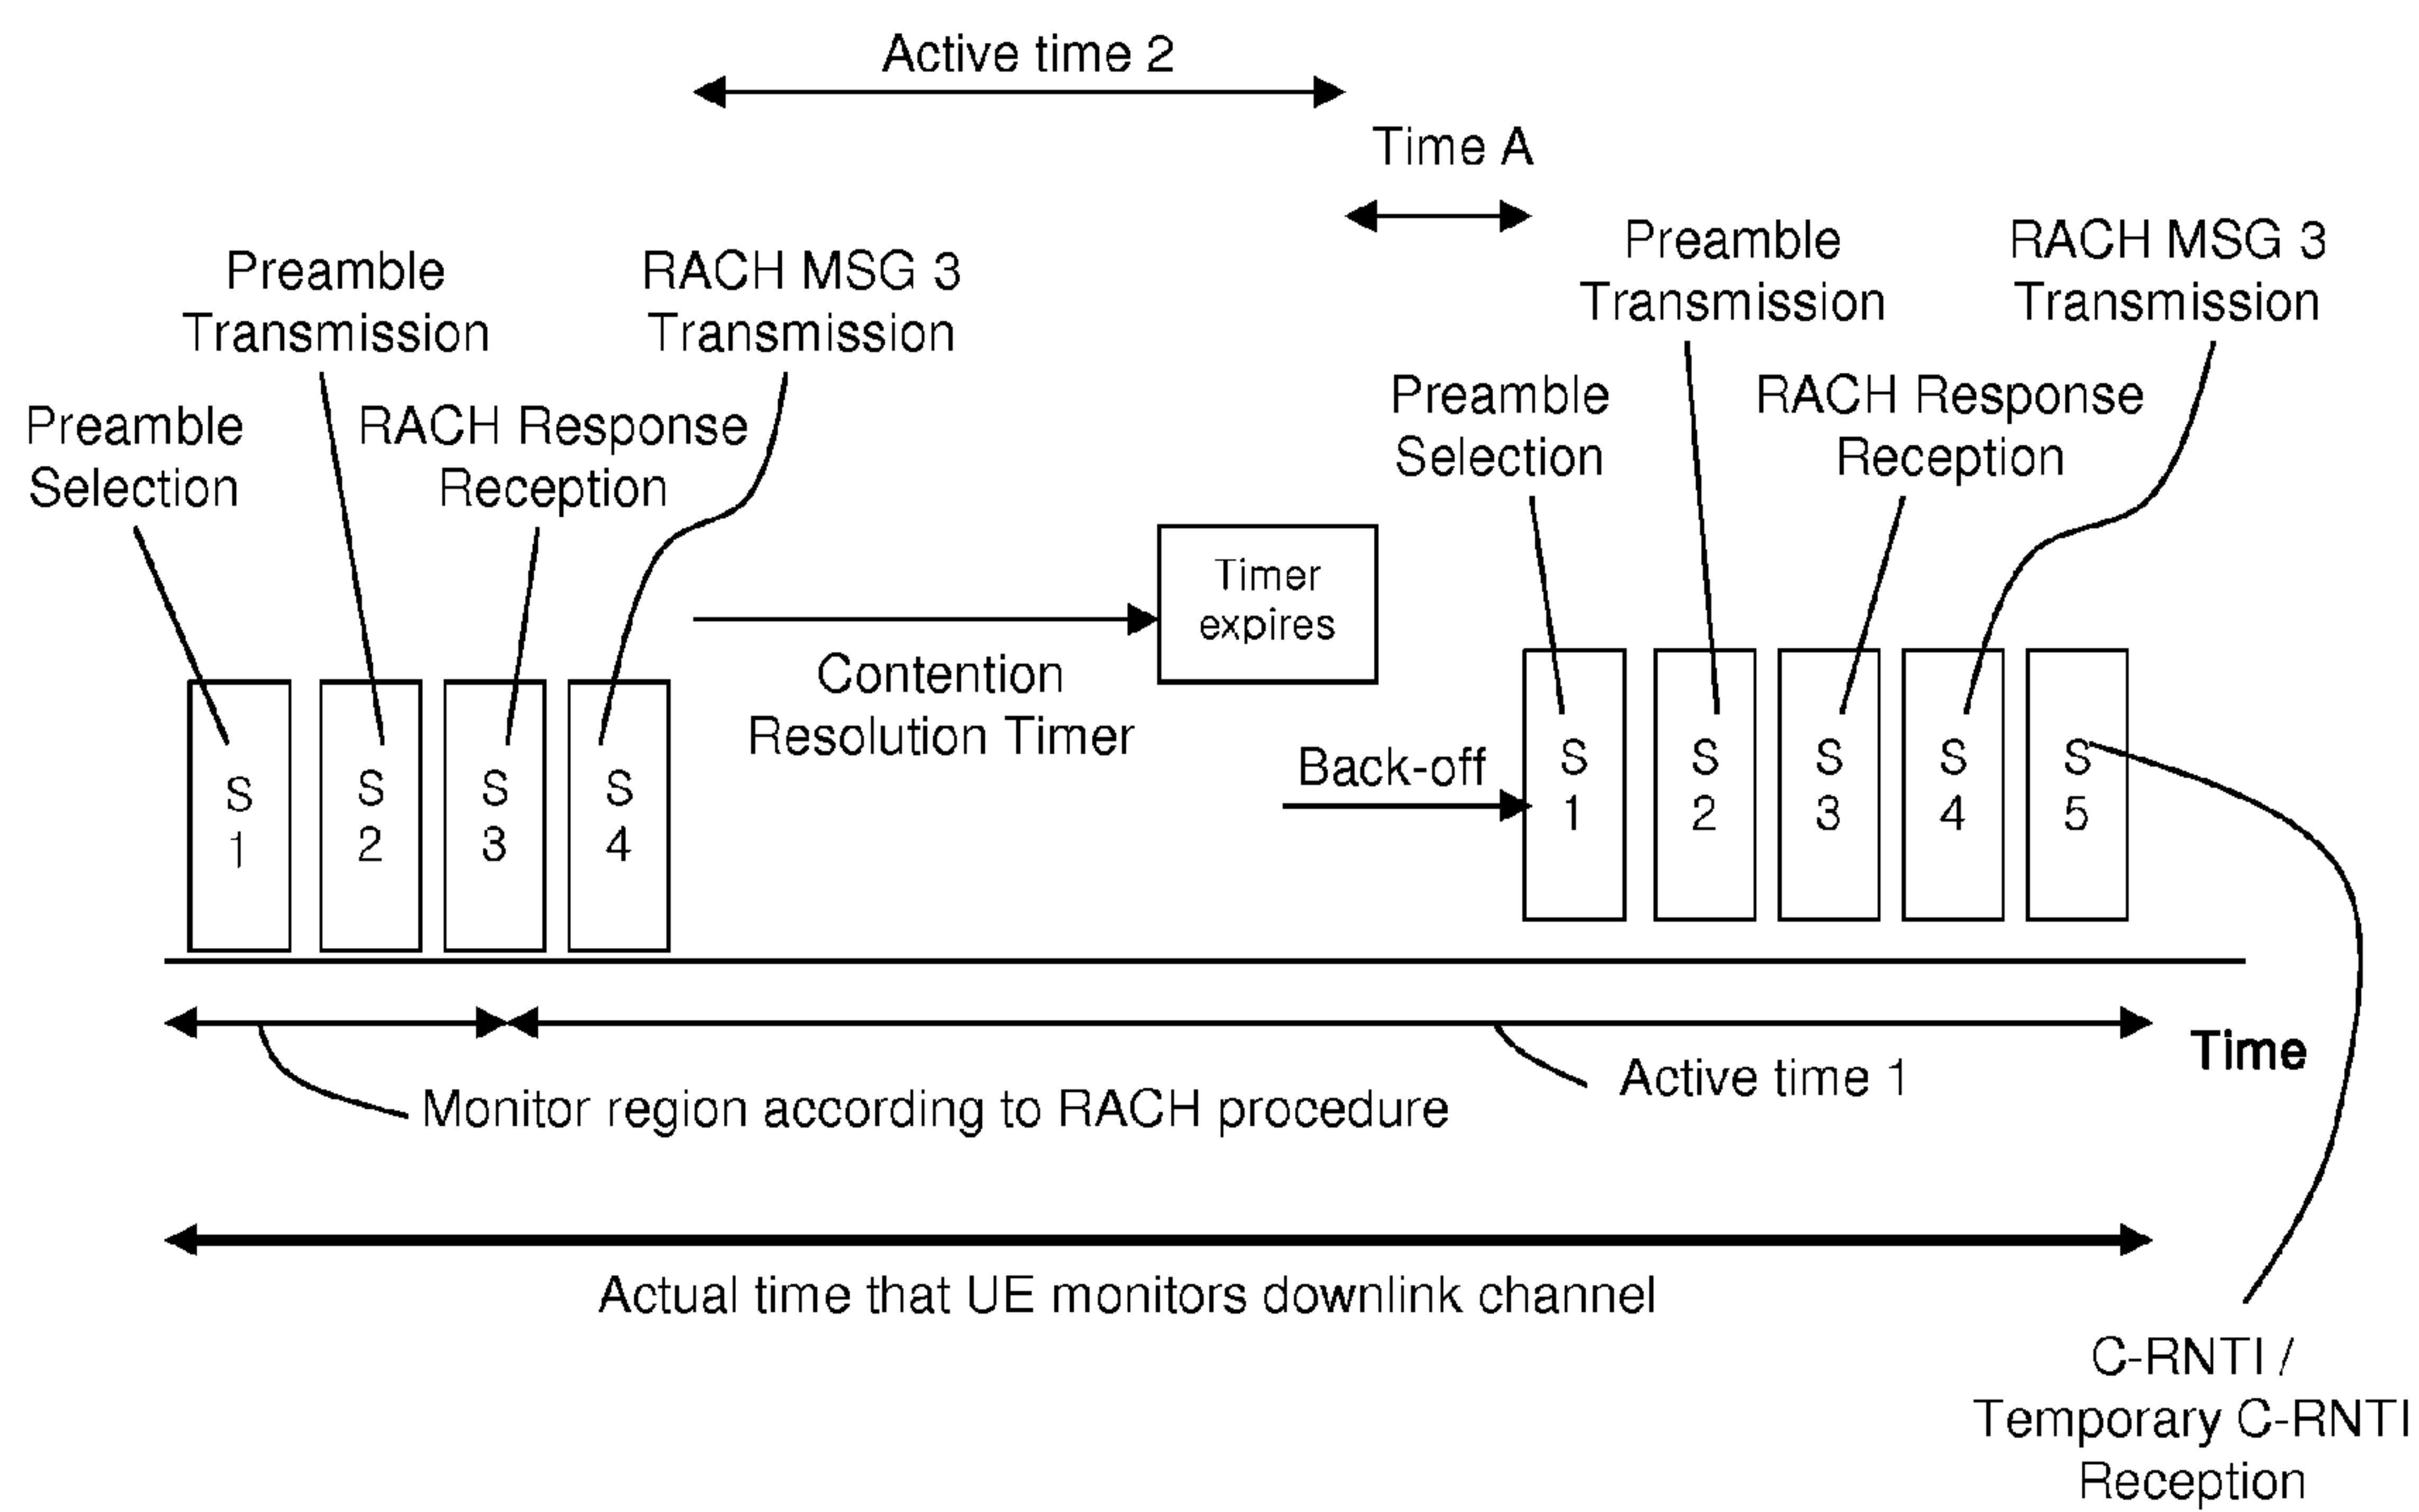 Active time 2
Time A
Preamble
Transmission
RACH MSG 3
Transmission
Preamble
Selection
RACH Response
Reception
Preamble
Transmission
RACH MSG 3
Transmission
Preamble
Selection
RACH Response
Reception
Timer
expires
Contention
Resolution Timer
Back-off
S
1
S
2
S
3
S
4
S
1
S
2
S
3
S
4
S
5
Time
Active time 1
Monitor region according to RACH procedure
Actual time that UE monitors downlink channel
C-RNTI /
Temporary C-RNTI
Reception